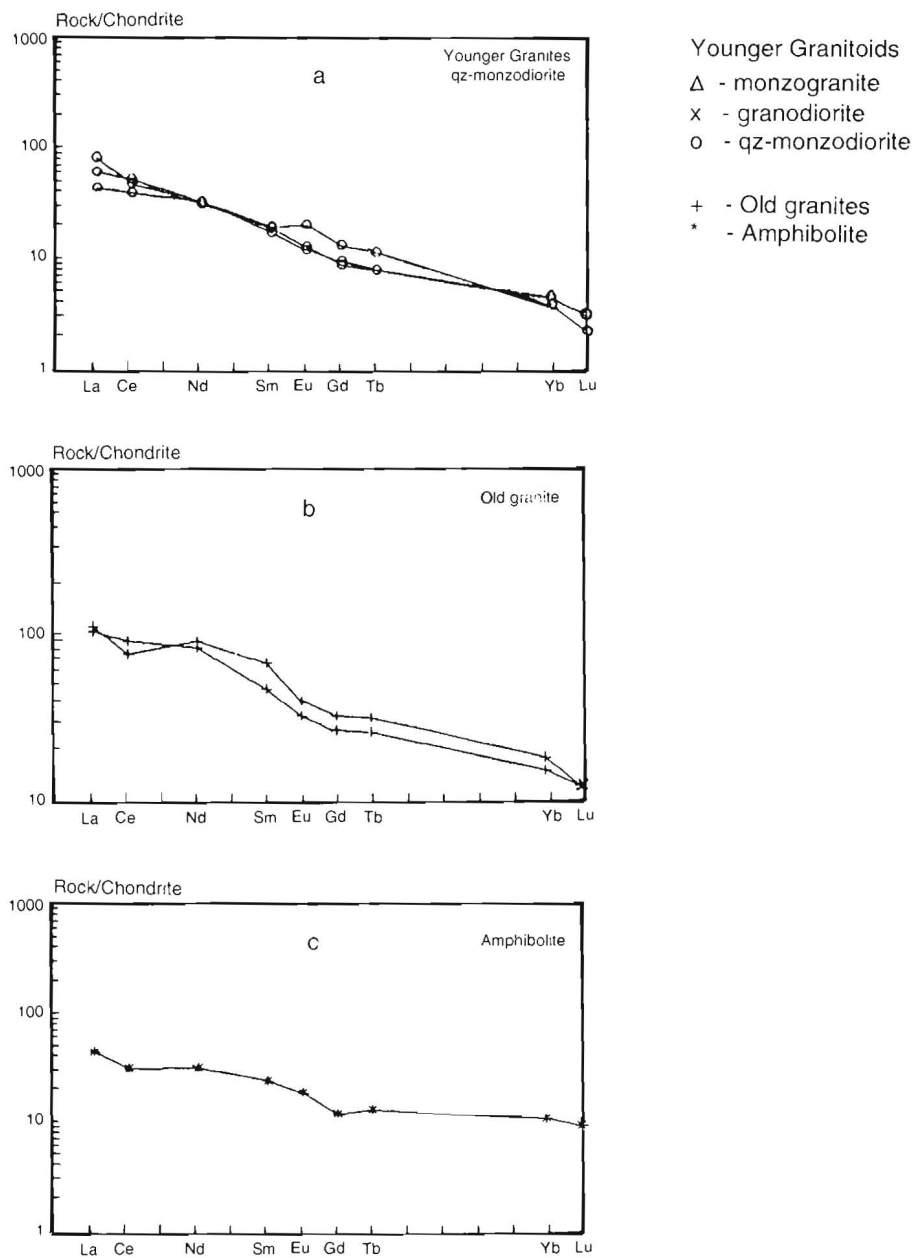 Rock/Chondrite
1000
100
10
1
a
Younger Granites
qz-monzodiorite
La Ce Nd Sm Eu Gd Tb Yb Lu
Younger Granitoids
Δ - monzogranite
x - granodiorite
o - qz-monzodiorite
+ - Old granites
* - Amphibolite
Rock/Chondrite
1000
100
10
b
Old granite
La Ce Nd Sm Eu Gd Tb Yb Lu
Rock/Chondrite
1000
100
10
1
c
Amphibolite
La Ce Nd Sm Eu Gd Tb Yb Lu